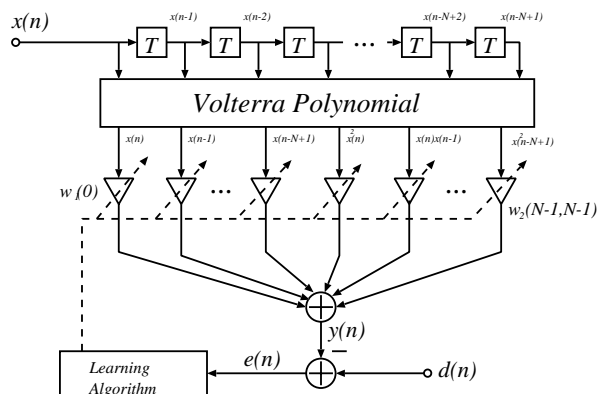 x(n)
x(n-1)
x(n-2)
x(n-N+2)
x(n-N+1)
T
T
T
...
T
T
Volterra Polynomial
x(n)
x(n-1)
x(n-N+1)
x²(n)
x(n)x(n-1)
x²(n-N+1)
w₁(0)
...
...
w₂(N-1,N-1)
+
y(n)
−
Learning
Algorithm
e(n)
+
d(n)